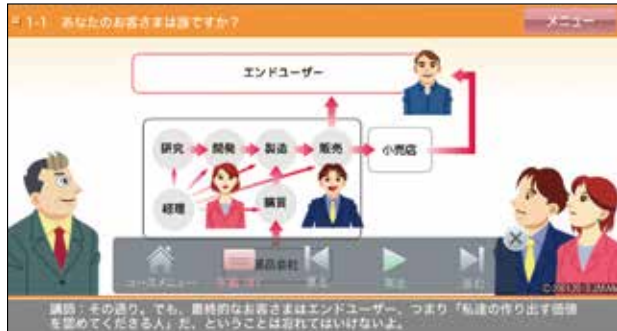 1-1 あなたのお客さまは誰ですか？
メニュー
エンドユーザー
研究
開発
製造
販売
小売店
経理
購買
部品会社
コースメニュー
講師：その通り。でも、最終的なお客さまはエンドユーザー、つまり「私達の作り出す価値
を認めてくださる人」だ、ということは忘れてはいけないよ。